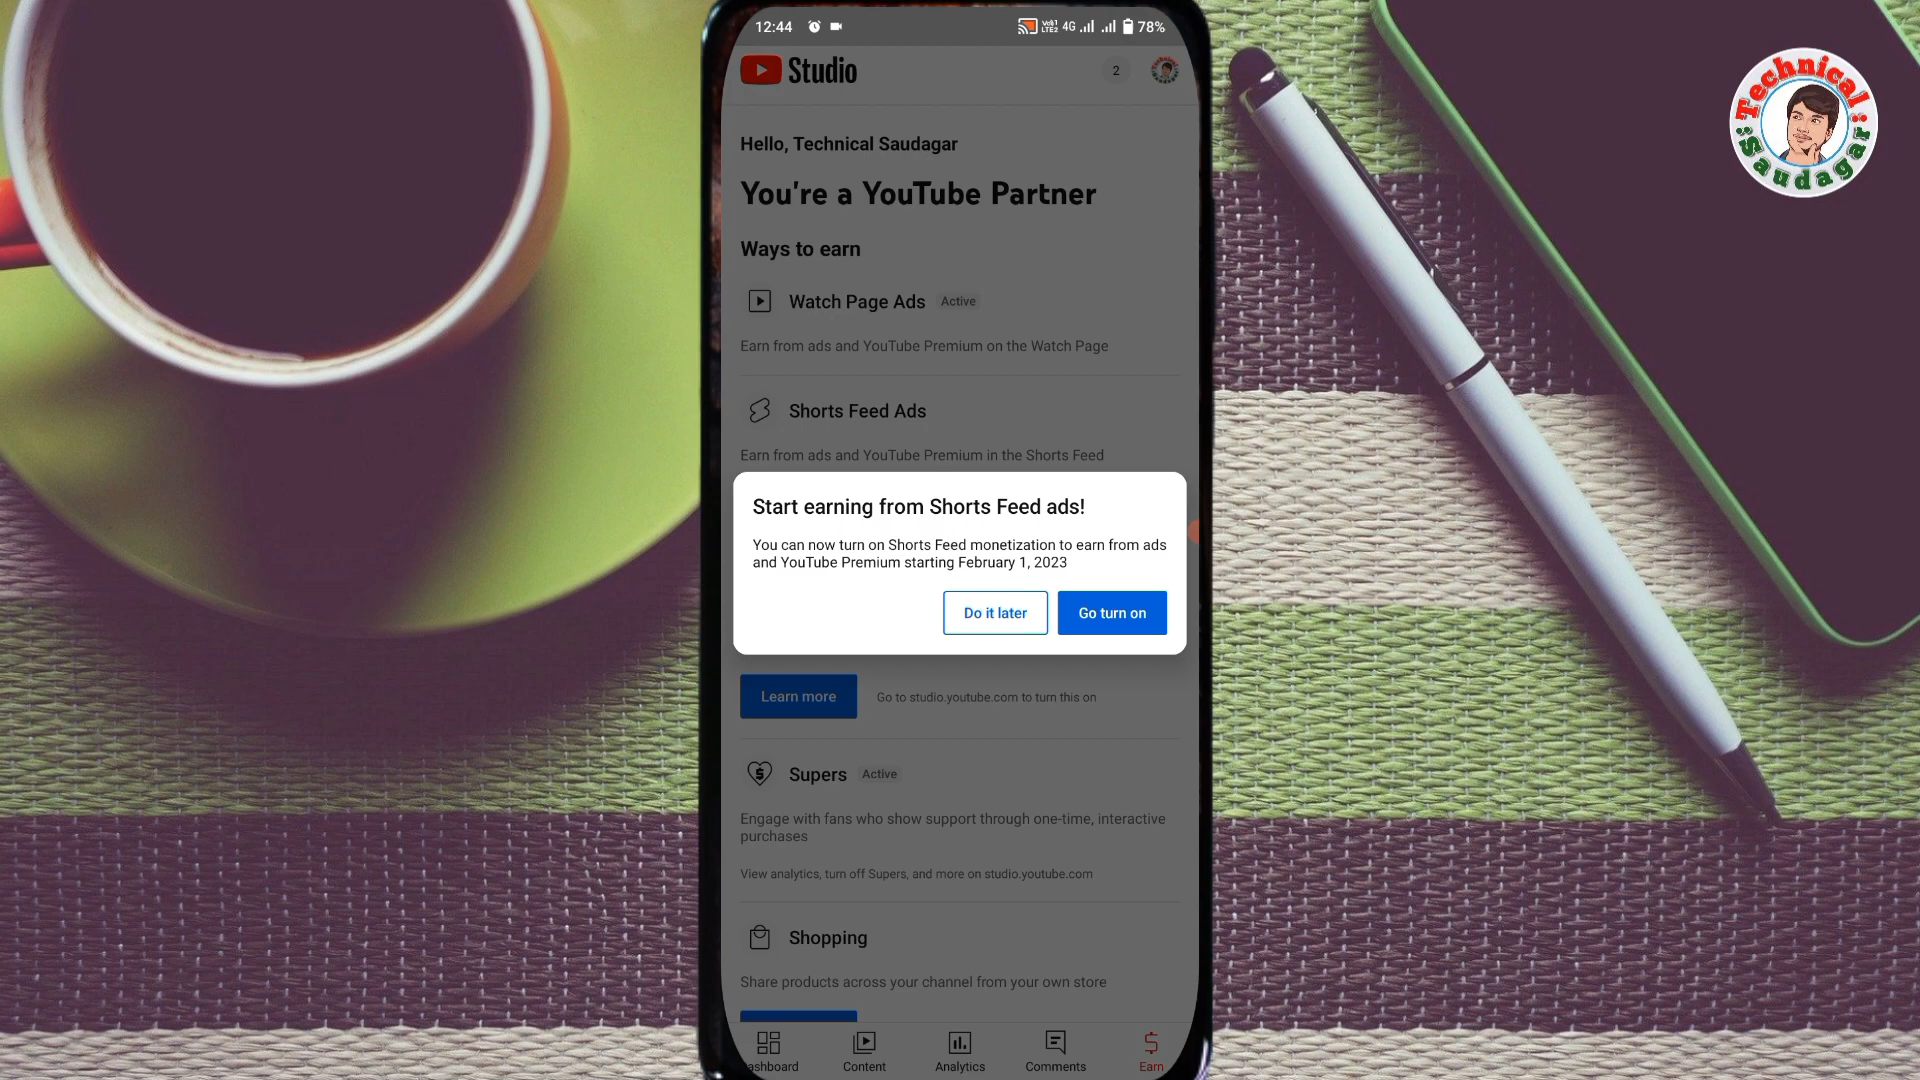 12:44
Vo)) LTE2 4G 78%
Studio
2
Technical
Saudagar
Hello, Technical Saudagar
You're a YouTube Partner
Ways to earn
Watch Page Ads Active
Earn from ads and YouTube Premium on the Watch Page
Shorts Feed Ads
Earn from ads and YouTube Premium in the Shorts Feed
Start earning from Shorts Feed ads!
You can now turn on Shorts Feed monetization to earn from ads
and YouTube Premium starting February 1, 2023
Do it later Go turn on
Learn more Go to studio.youtube.com to turn this on
Supers Active
Engage with fans who show support through one-time, interactive
purchases
View analytics, turn off Supers, and more on studio.youtube.com
Shopping
Share products across your channel from your own store
ashboard Content Analytics Comments Earn